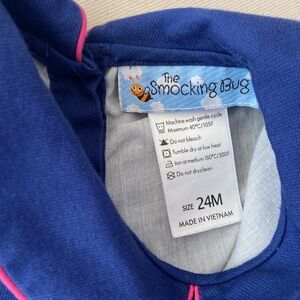 The
Smocking Bug
Machine wash gentle cycle
Maximum 40°C/105F
Do not bleach
Tumble dry at low heat
Iron at medium 150°C/300F
Do not dryclean
SIZE 24M
MADE IN VIETNAM